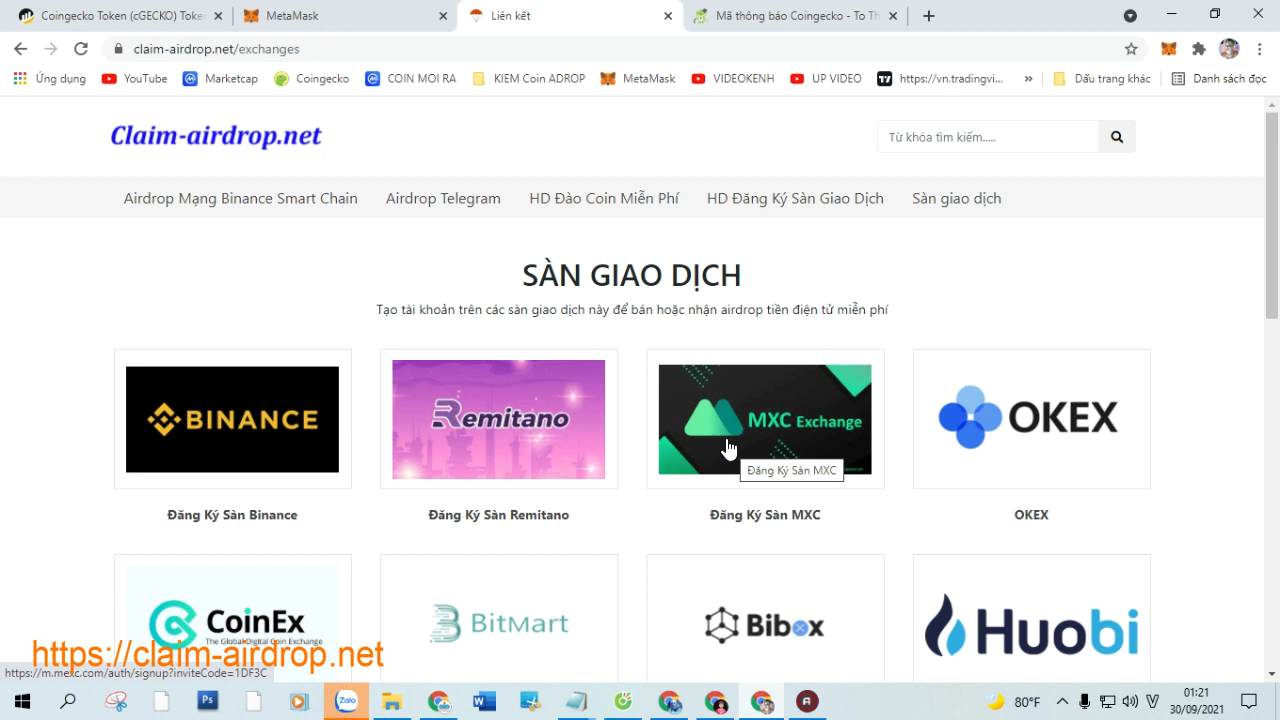 Coingecko Token (cGECKO) Toke
MetaMask
Liên kết
Mã thông báo Coingecko - To Th
claim-airdrop.net/exchanges
Ứng dụng
YouTube
Marketcap
Coingecko
COIN MOI RA
KIEM Coin ADROP
MetaMask
VIDEOKENH
UP VIDEO
https://vn.tradingvi...
»
Dấu trang khác
Danh sách đọc
Claim-airdrop.net
Từ khóa tìm kiếm.....
Airdrop Mạng Binance Smart Chain
Airdrop Telegram
HD Đào Coin Miễn Phí
HD Đăng Ký Sàn Giao Dịch
Sàn giao dịch
SÀN GIAO DỊCH
Tạo tài khoản trên các sàn giao dịch này để bán hoặc nhận airdrop tiền điện tử miễn phí
BINANCE
Remitano
MXC Exchange
OKEX
Đăng Ký Sàn MXC
Đăng Ký Sàn Binance
Đăng Ký Sàn Remitano
Đăng Ký Sàn MXC
OKEX
CoinEx
The Global Digital Coin Exchange
BitMart
Bibox
Huobi
https://claim-airdrop.net
https://m.mexc.com/auth/signup?inviteCode=1DF3C
Ps
Zalo
80°F
V
01:21
30/09/2021